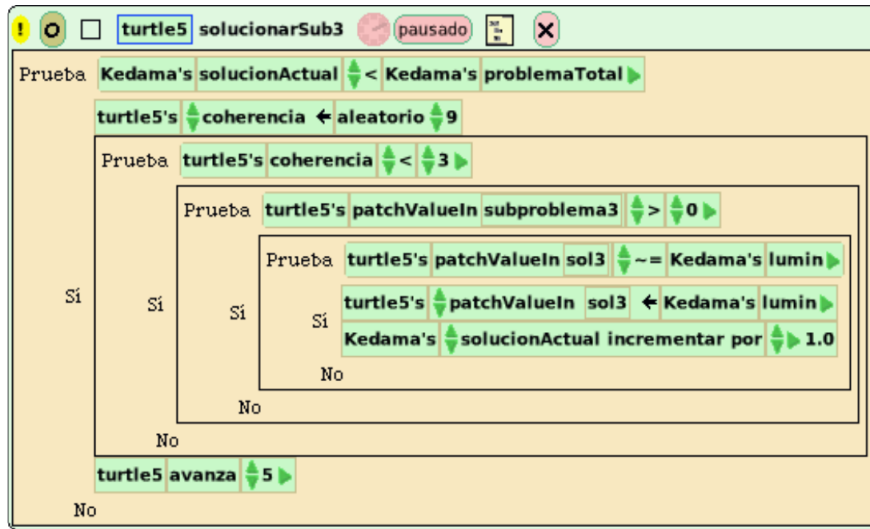 ! turtle5 solucionarSub3 pausado
Prueba Kedama's solucionActual < Kedama's problemaTotal
turtle5's coherencia ← aleatorio 9
Prueba turtle5's coherencia < 3
Prueba turtle5's patchValueIn subproblema3 > 0
Prueba turtle5's patchValueIn sol3 ~= Kedama's lumin
Sí Sí Sí Sí turtle5's patchValueIn sol3 ← Kedama's lumin
Kedama's solucionActual incrementar por 1.0
No
No
No
turtle5 avanza 5
No